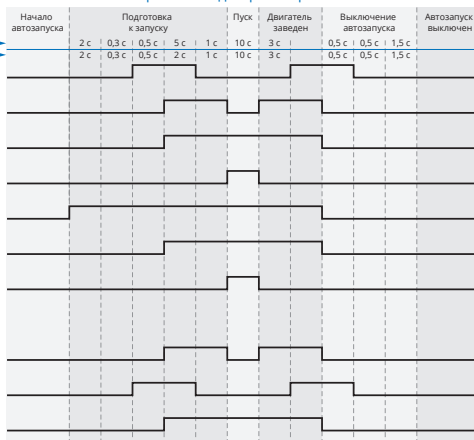 Начало автозапуска
Подготовка к запуску
Пуск
Двигатель заведен
Выключение автозапуска
Автозапуск выключен
2 с 0,3 с 0,5 с 5 с 1 с 10 с 3 с 0,5 с 0,5 с 1,5 с
2 с 0,3 с 0,5 с 2 с 1 с 10 с 3 с 0,5 с 0,5 с 1,5 с